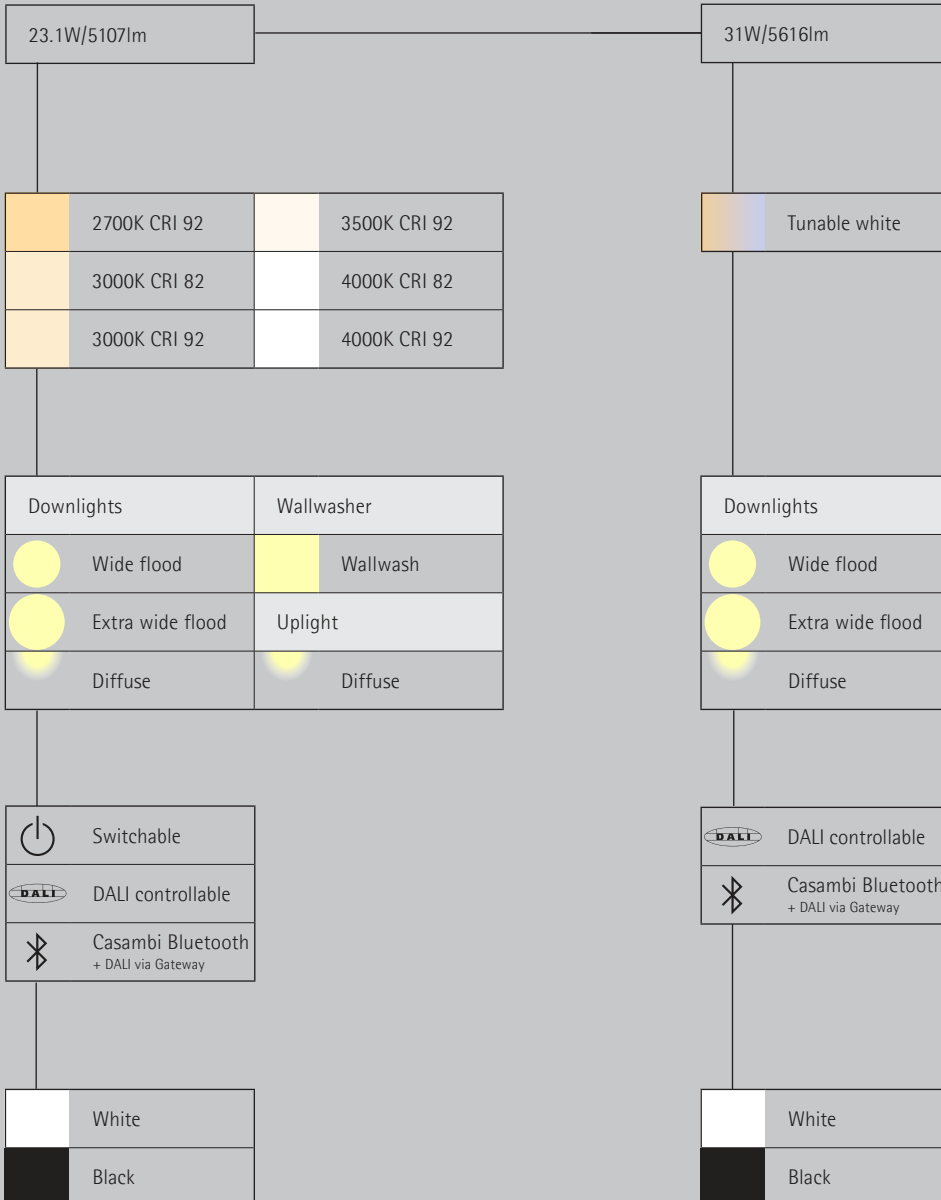 23.1W/5107lm
31W/5616lm
2700K CRI 92
3500K CRI 92
Tunable white
3000K CRI 82
4000K CRI 82
3000K CRI 92
4000K CRI 92
Downlights
Wallwasher
Downlights
Wide flood
Wallwash
Wide flood
Extra wide flood
Uplight
Extra wide flood
Diffuse
Diffuse
Diffuse
Switchable
DALI
DALI controllable
DALI
DALI controllable
Casambi Bluetooth
+ DALI via Gateway
Casambi Bluetooth
+ DALI via Gateway
White
White
Black
Black